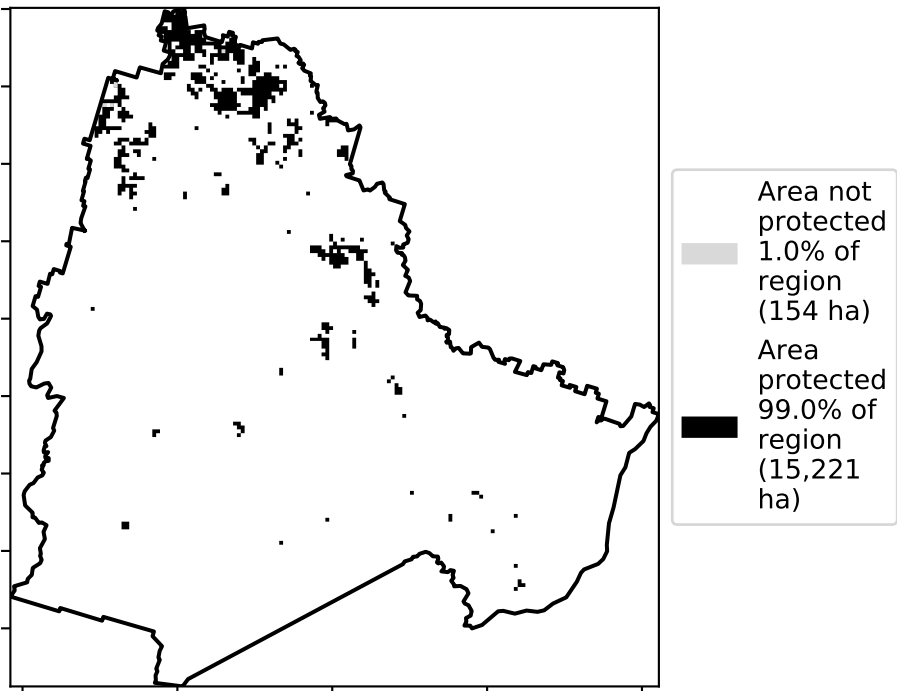 Area not
protected
1.0% of
region
(154 ha)
Area
protected
99.0% of
region
(15,221
ha)